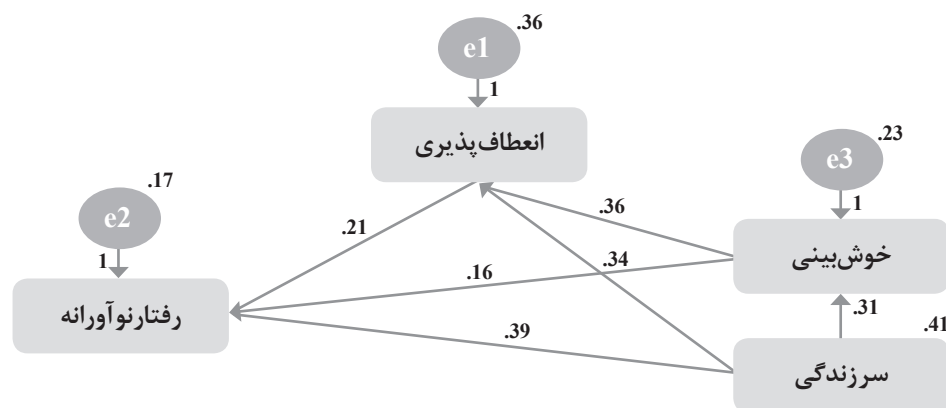 .36
e1
1
انعطاف‌پذیری
.23
e3
1
خوش‌بینی
.17
e2
1
رفتارنوآورانه
.36
.21
.34
.16
.31
.39
.41
سرزندگی